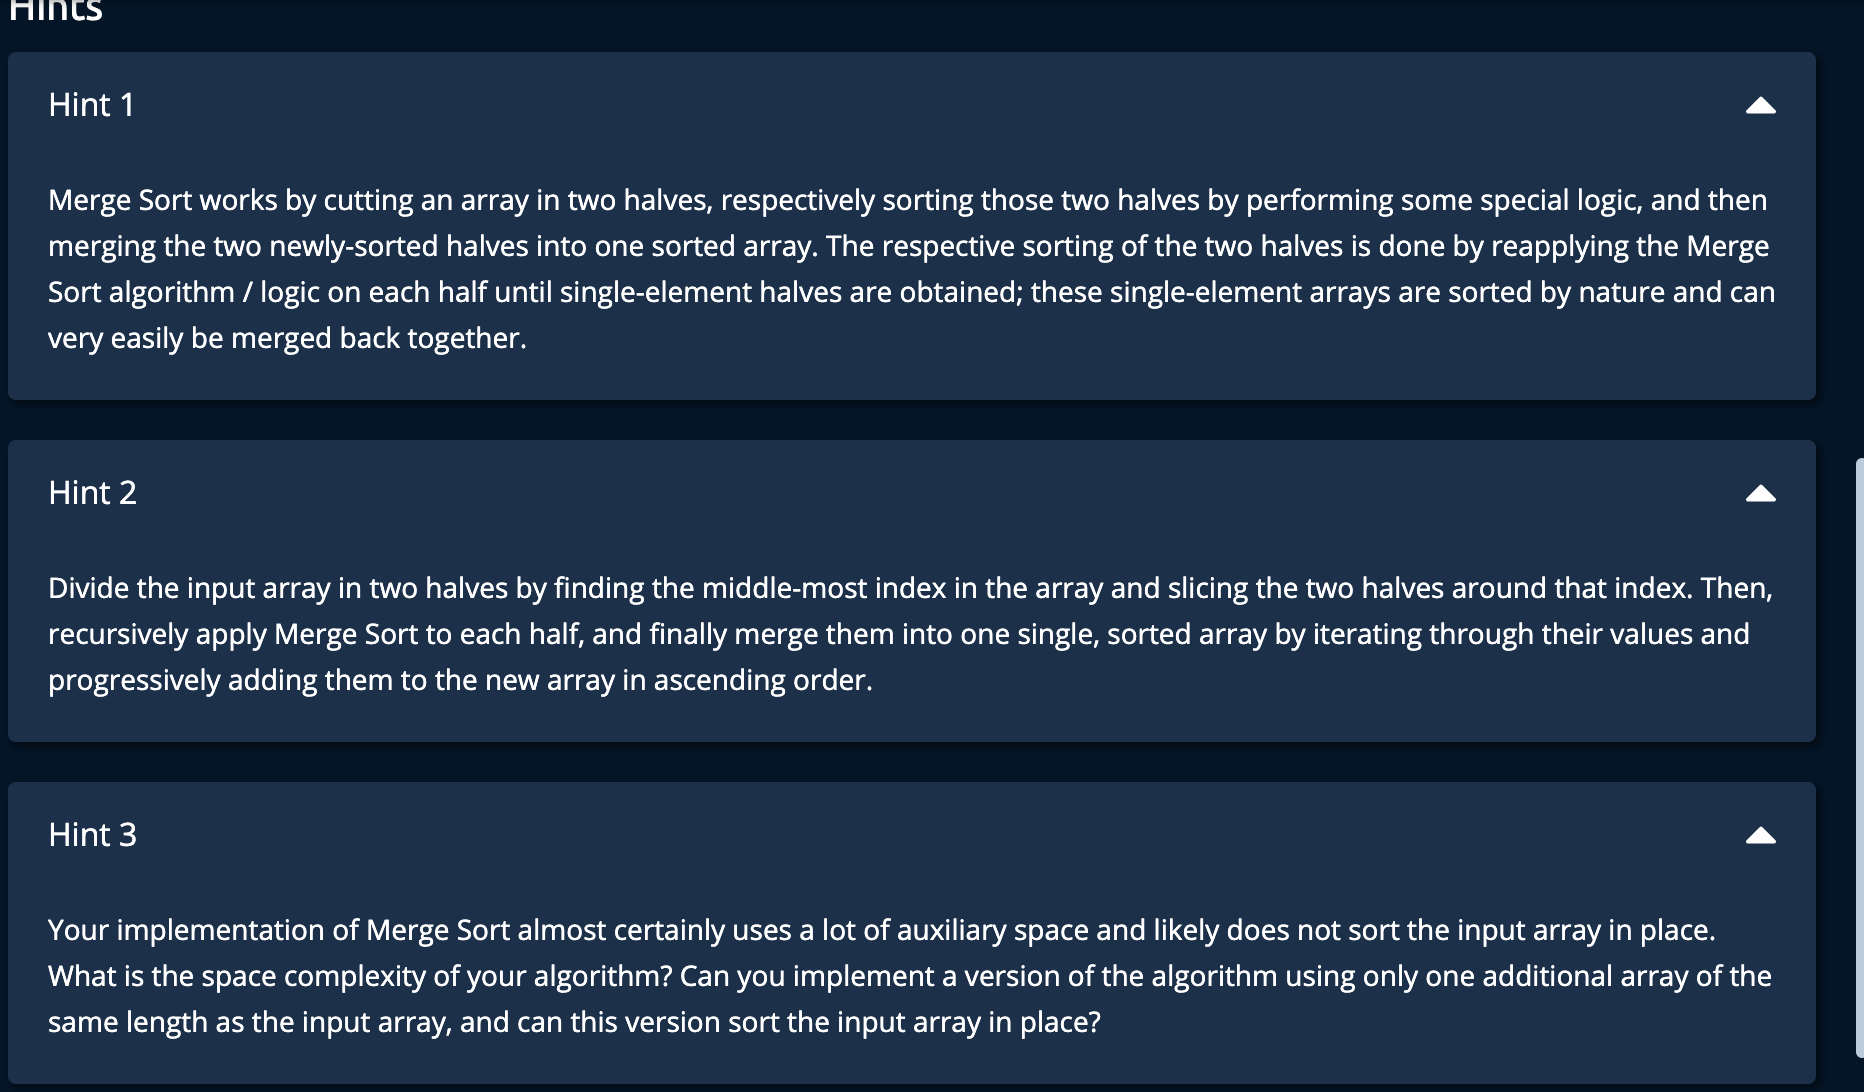 Hints
Hint 1
Merge Sort works by cutting an array in two halves, respectively sorting those two halves by performing some special logic, and then
merging the two newly-sorted halves into one sorted array. The respective sorting of the two halves is done by reapplying the Merge
Sort algorithm / logic on each half until single-element halves are obtained; these single-element arrays are sorted by nature and can
very easily be merged back together.
Hint 2
Divide the input array in two halves by finding the middle-most index in the array and slicing the two halves around that index. Then,
recursively apply Merge Sort to each half, and finally merge them into one single, sorted array by iterating through their values and
progressively adding them to the new array in ascending order.
Hint 3
Your implementation of Merge Sort almost certainly uses a lot of auxiliary space and likely does not sort the input array in place.
What is the space complexity of your algorithm? Can you implement a version of the algorithm using only one additional array of the
same length as the input array, and can this version sort the input array in place?